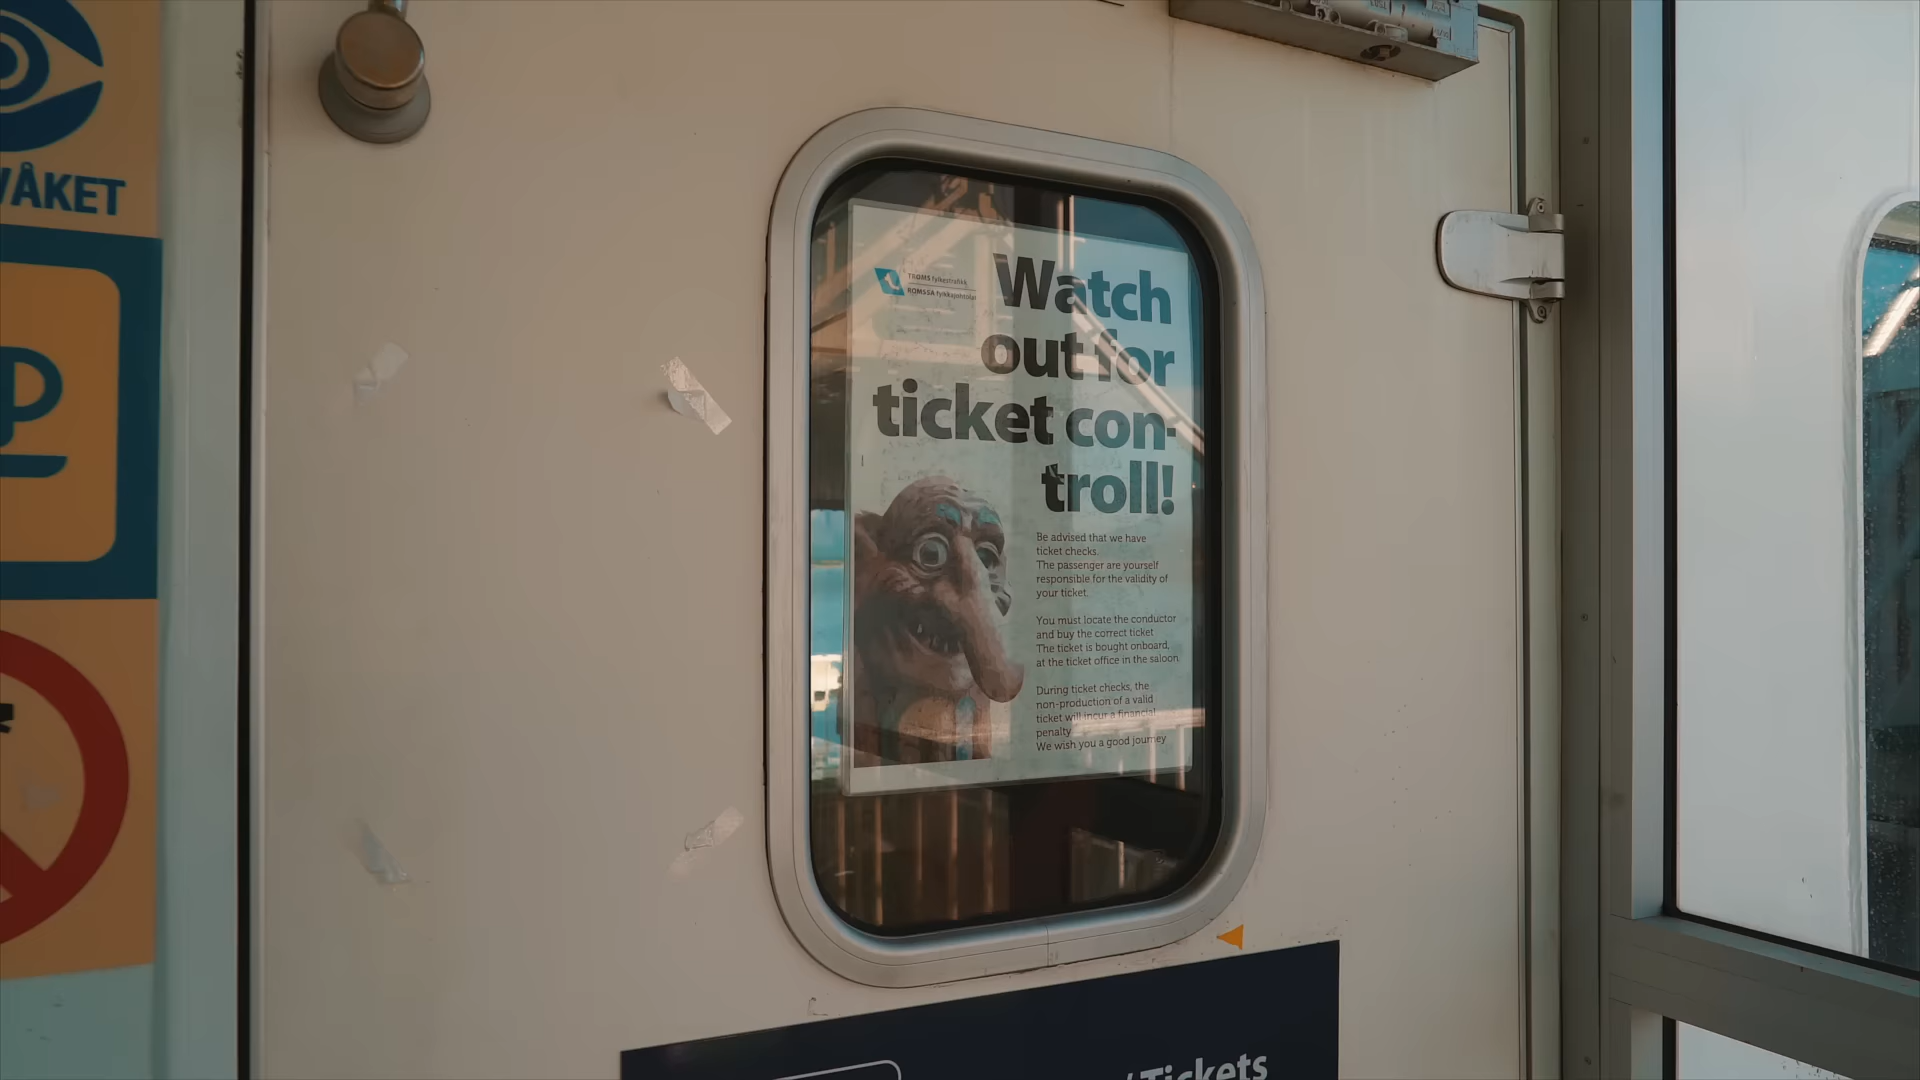 VÅKET
TROMS fylkestrafikk
ROMSSA fylkkajohtolat
Watch
out for
ticket con-
troll!
Be advised that we have
ticket checks.
The passenger are yourself
responsible for the validity of
your ticket.
You must locate the conductor
and buy the correct ticket
The ticket is bought onboard,
at the ticket office in the saloon.
During ticket checks, the
non-production of a valid
ticket will incur a financial
penalty
We wish you a good journey
/ Tickets